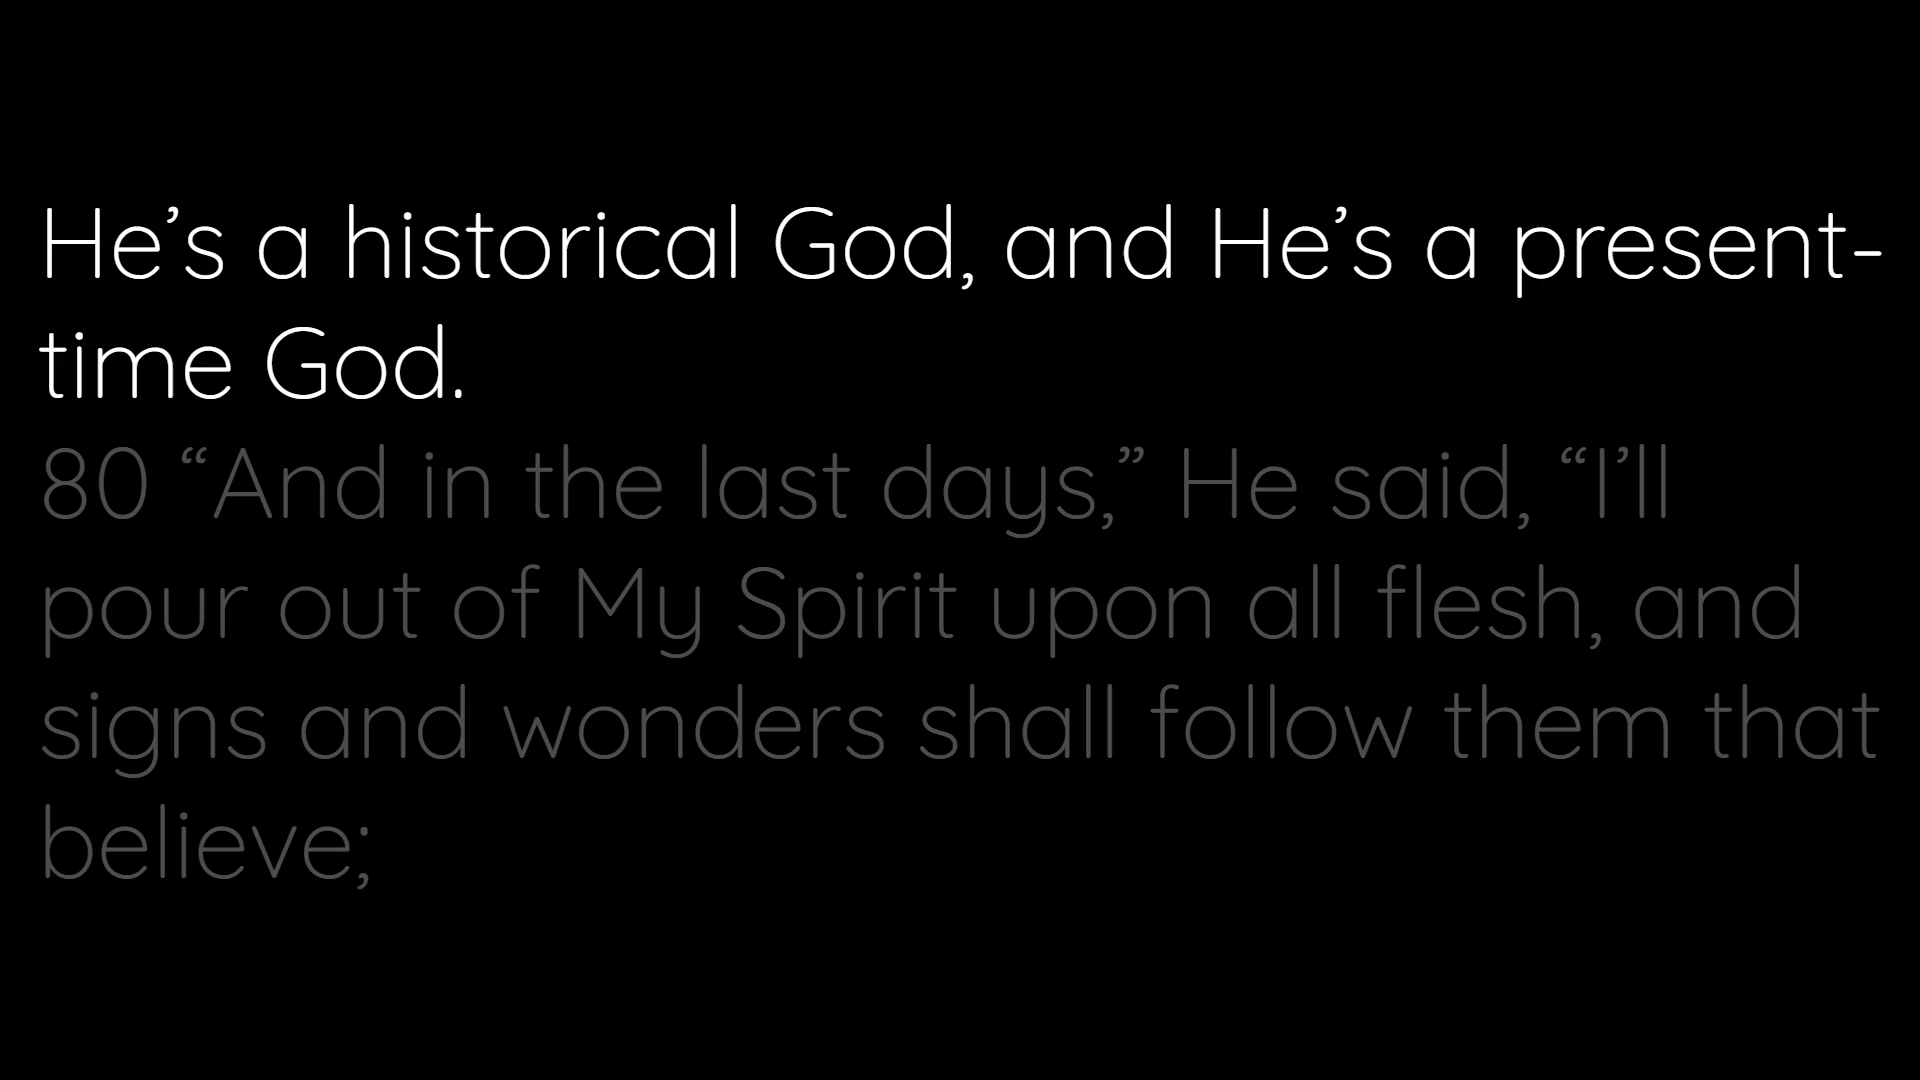 He’s a historical God, and He’s a present-
time God.
80 “And in the last days,” He said, “I’ll
pour out of My Spirit upon all flesh, and
signs and wonders shall follow them that
believe;